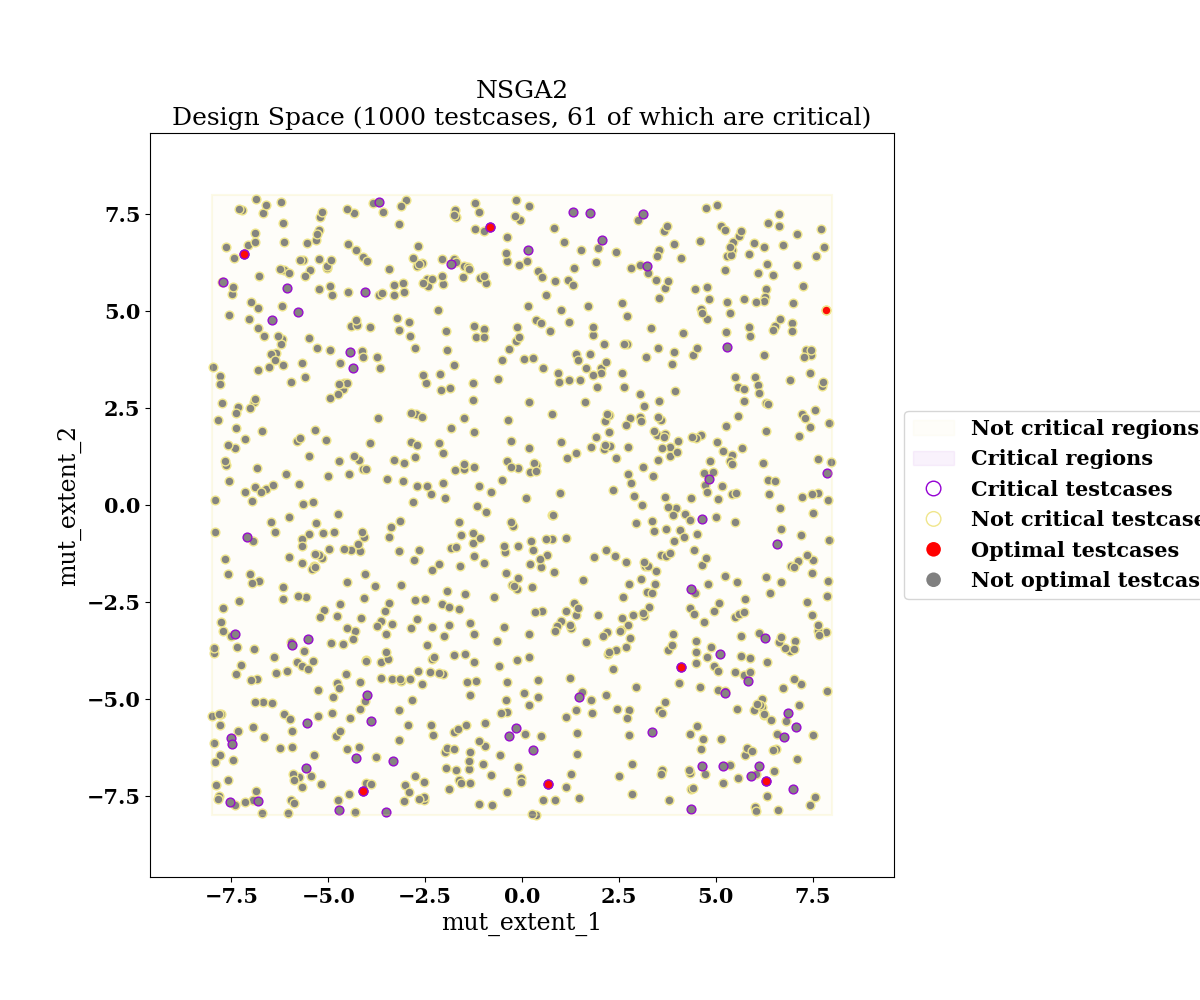 NSGA2
Design Space (1000 testcases, 61 of which are critical)
mut_extent_2
7.5
5.0
2.5
0.0
−2.5
−5.0
−7.5
−7.5
−5.0
−2.5
0.0
2.5
5.0
7.5
mut_extent_1
Not critical regions
Critical regions
Critical testcases
Not critical testcase
Optimal testcases
Not optimal testcas